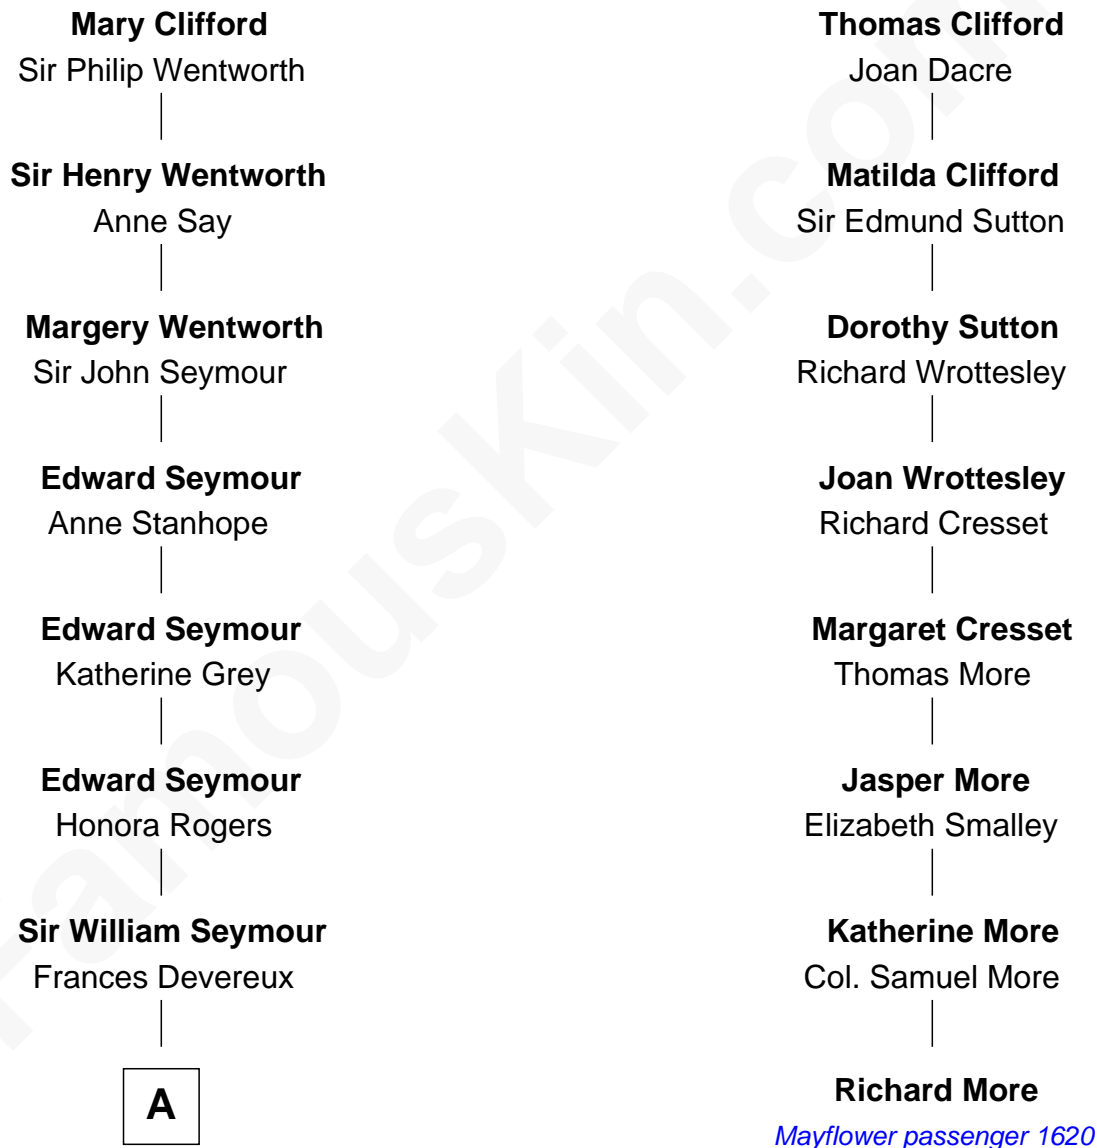 Mary Clifford
Sir Philip Wentworth
Sir Henry Wentworth
Anne Say
Margery Wentworth
Sir John Seymour
Edward Seymour
Anne Stanhope
Edward Seymour
Katherine Grey
Edward Seymour
Honora Rogers
Sir William Seymour
Frances Devereux
A
Thomas Clifford
Joan Dacre
Matilda Clifford
Sir Edmund Sutton
Dorothy Sutton
Richard Wrottesley
Joan Wrottesley
Richard Cresset
Margaret Cresset
Thomas More
Jasper More
Elizabeth Smalley
Katherine More
Col. Samuel More
Richard More
Mayflower passenger 1620
FamousKin.com